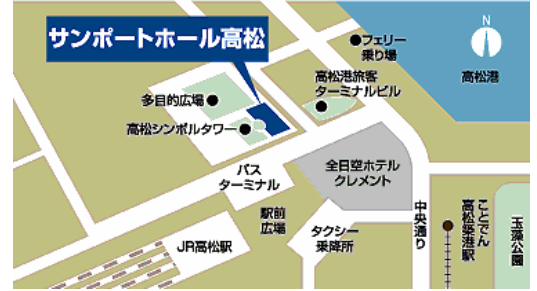 サンポートホール高松
N
フェリー
乗り場
高松港
高松港旅客
ターミナルビル
多目的広場
高松シンボルタワー
全日空ホテル
クレメント
バス
ターミナル
駅前
広場
タクシー
乗降所
中央通り
ことでん
高松築港駅
玉藻公園
JR高松駅